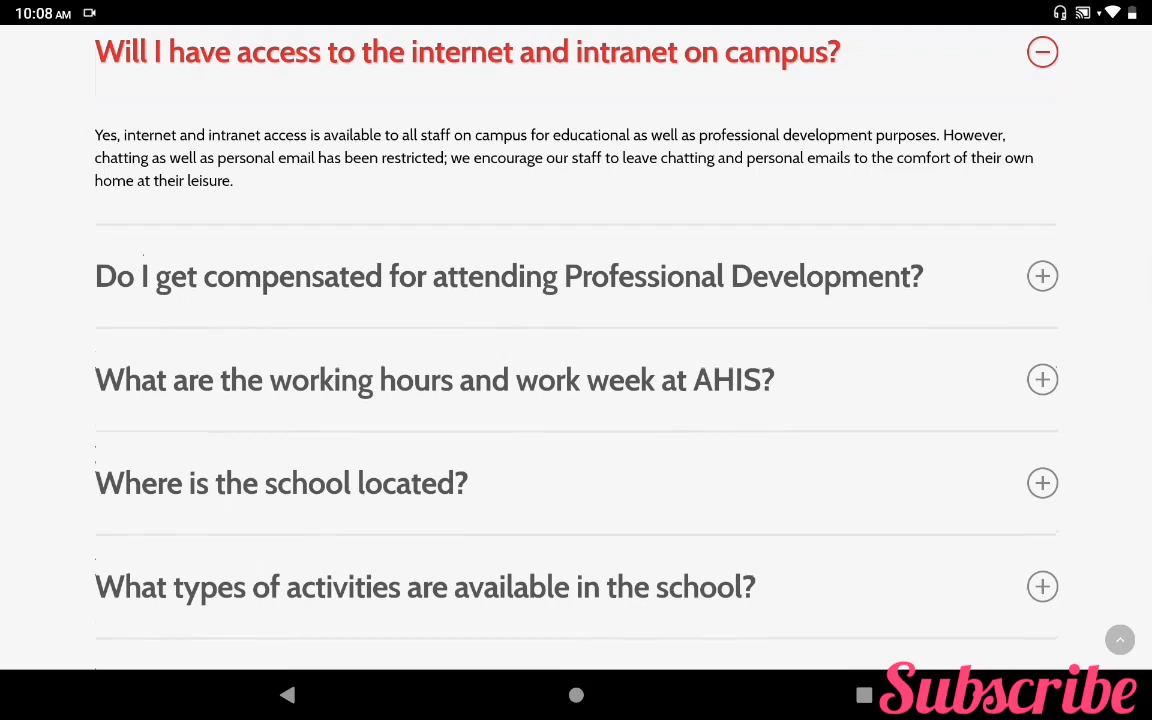 10:08 AM
Will I have access to the internet and intranet on campus?
Yes, internet and intranet access is available to all staff on campus for educational as well as professional development purposes. However,
chatting as well as personal email has been restricted; we encourage our staff to leave chatting and personal emails to the comfort of their own
home at their leisure.
Do I get compensated for attending Professional Development?
What are the working hours and work week at AHIS?
Where is the school located?
What types of activities are available in the school?
Subscribe